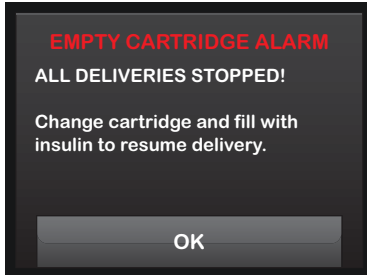 EMPTY CARTRIDGE ALARM
ALL DELIVERIES STOPPED!
Change cartridge and fill with
insulin to resume delivery.
OK